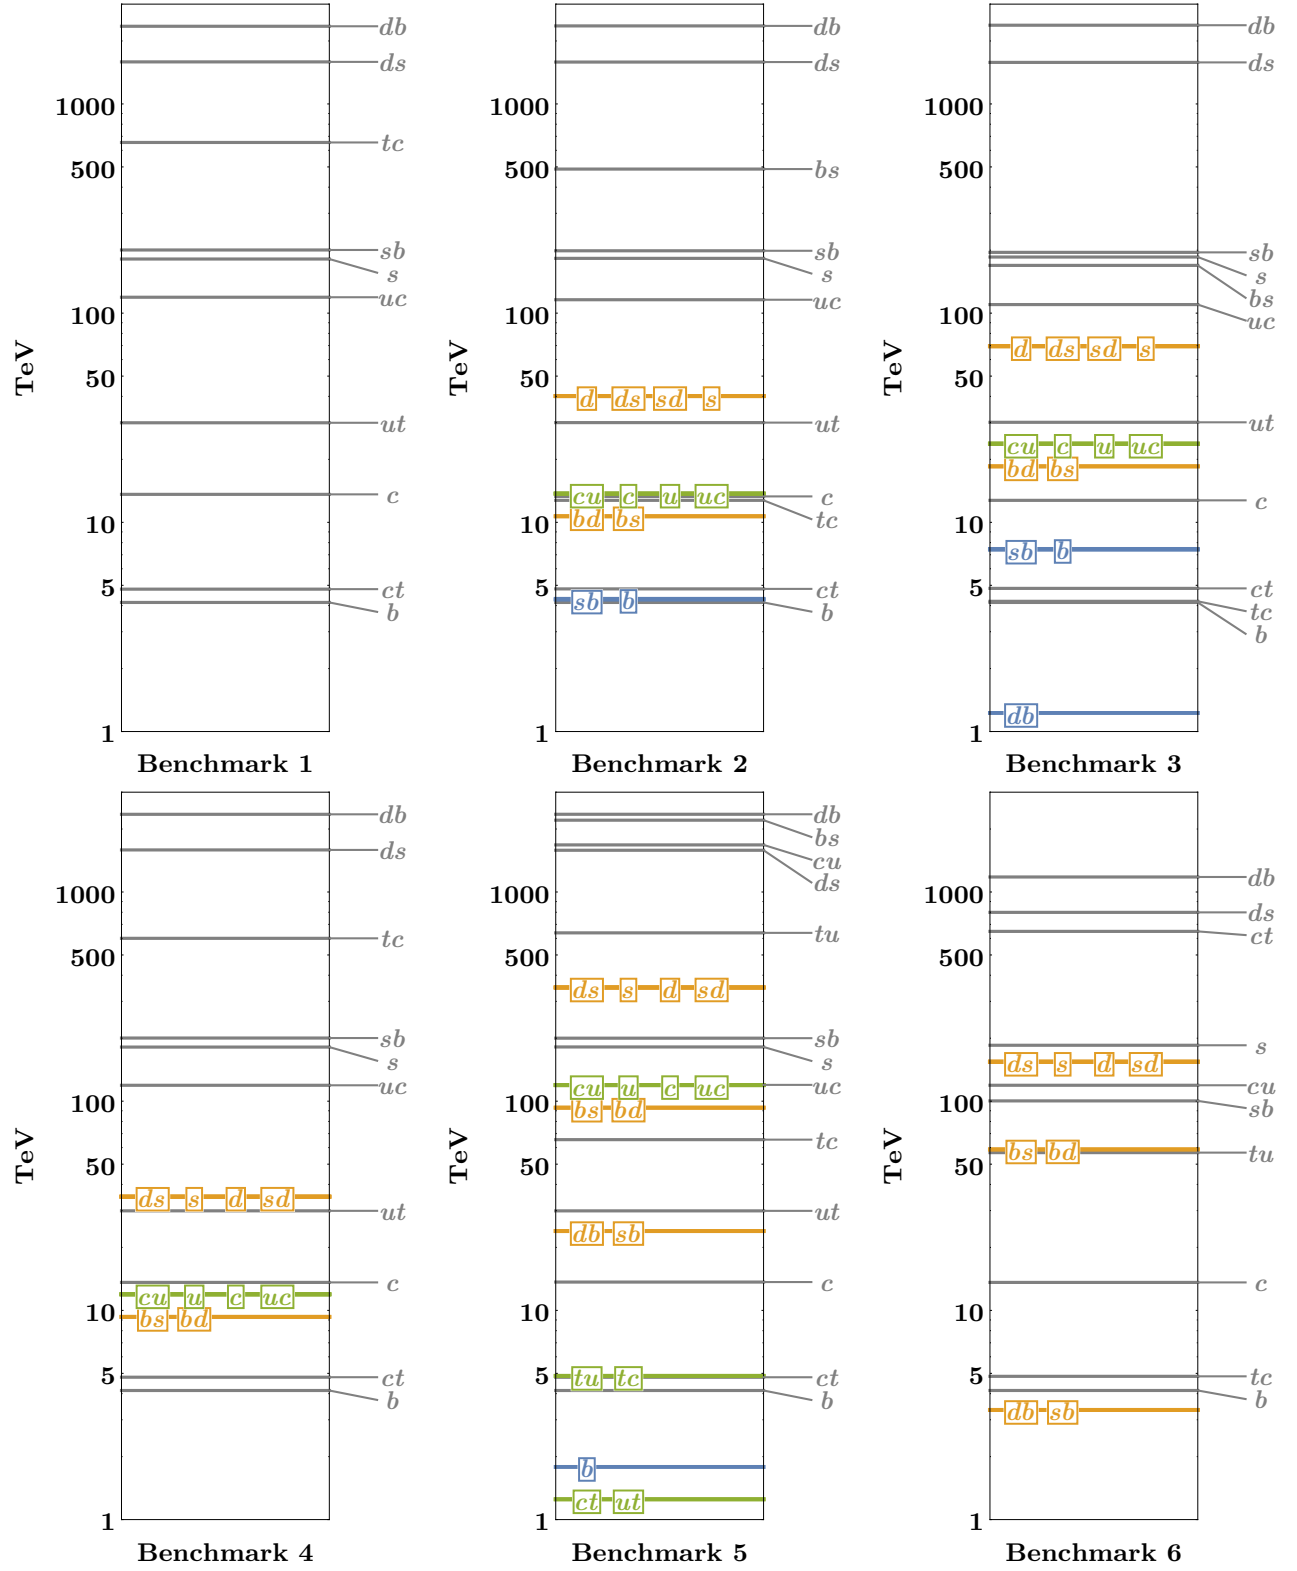 db
ds
1000
tc
500
sb
s
uc
100
TeV
50
ut
c
10
ct
5
b
1
Benchmark 1
db
ds
1000
bs
500
sb
s
uc
100
TeV
50
d ds sd s
ut
cu c u uc
c
tc
10
bd bs
ct
5
sb b
b
1
Benchmark 2
db
ds
1000
500
sb
s
bs
uc
100
TeV
d ds sd s
50
ut
cu c u uc
bd bs
c
10
sb b
ct
5
tc
b
db
1
Benchmark 3
db
ds
1000
tc
500
sb
s
uc
100
TeV
50
ds s d sd
ut
c
cu u c uc
10
bs bd
ct
5
b
1
Benchmark 4
db
bs
cu
ds
1000
tu
500
ds s d sd
sb
s
uc
cu u c uc
100
bs bd
tc
TeV
50
ut
db sb
c
10
tu tc
ct
5
b
b
ct ut
1
Benchmark 5
db
1000
ds
ct
500
s
ds s d sd
cu
100
sb
TeV
bs bd
tu
50
c
10
tc
5
b
db sb
1
Benchmark 6